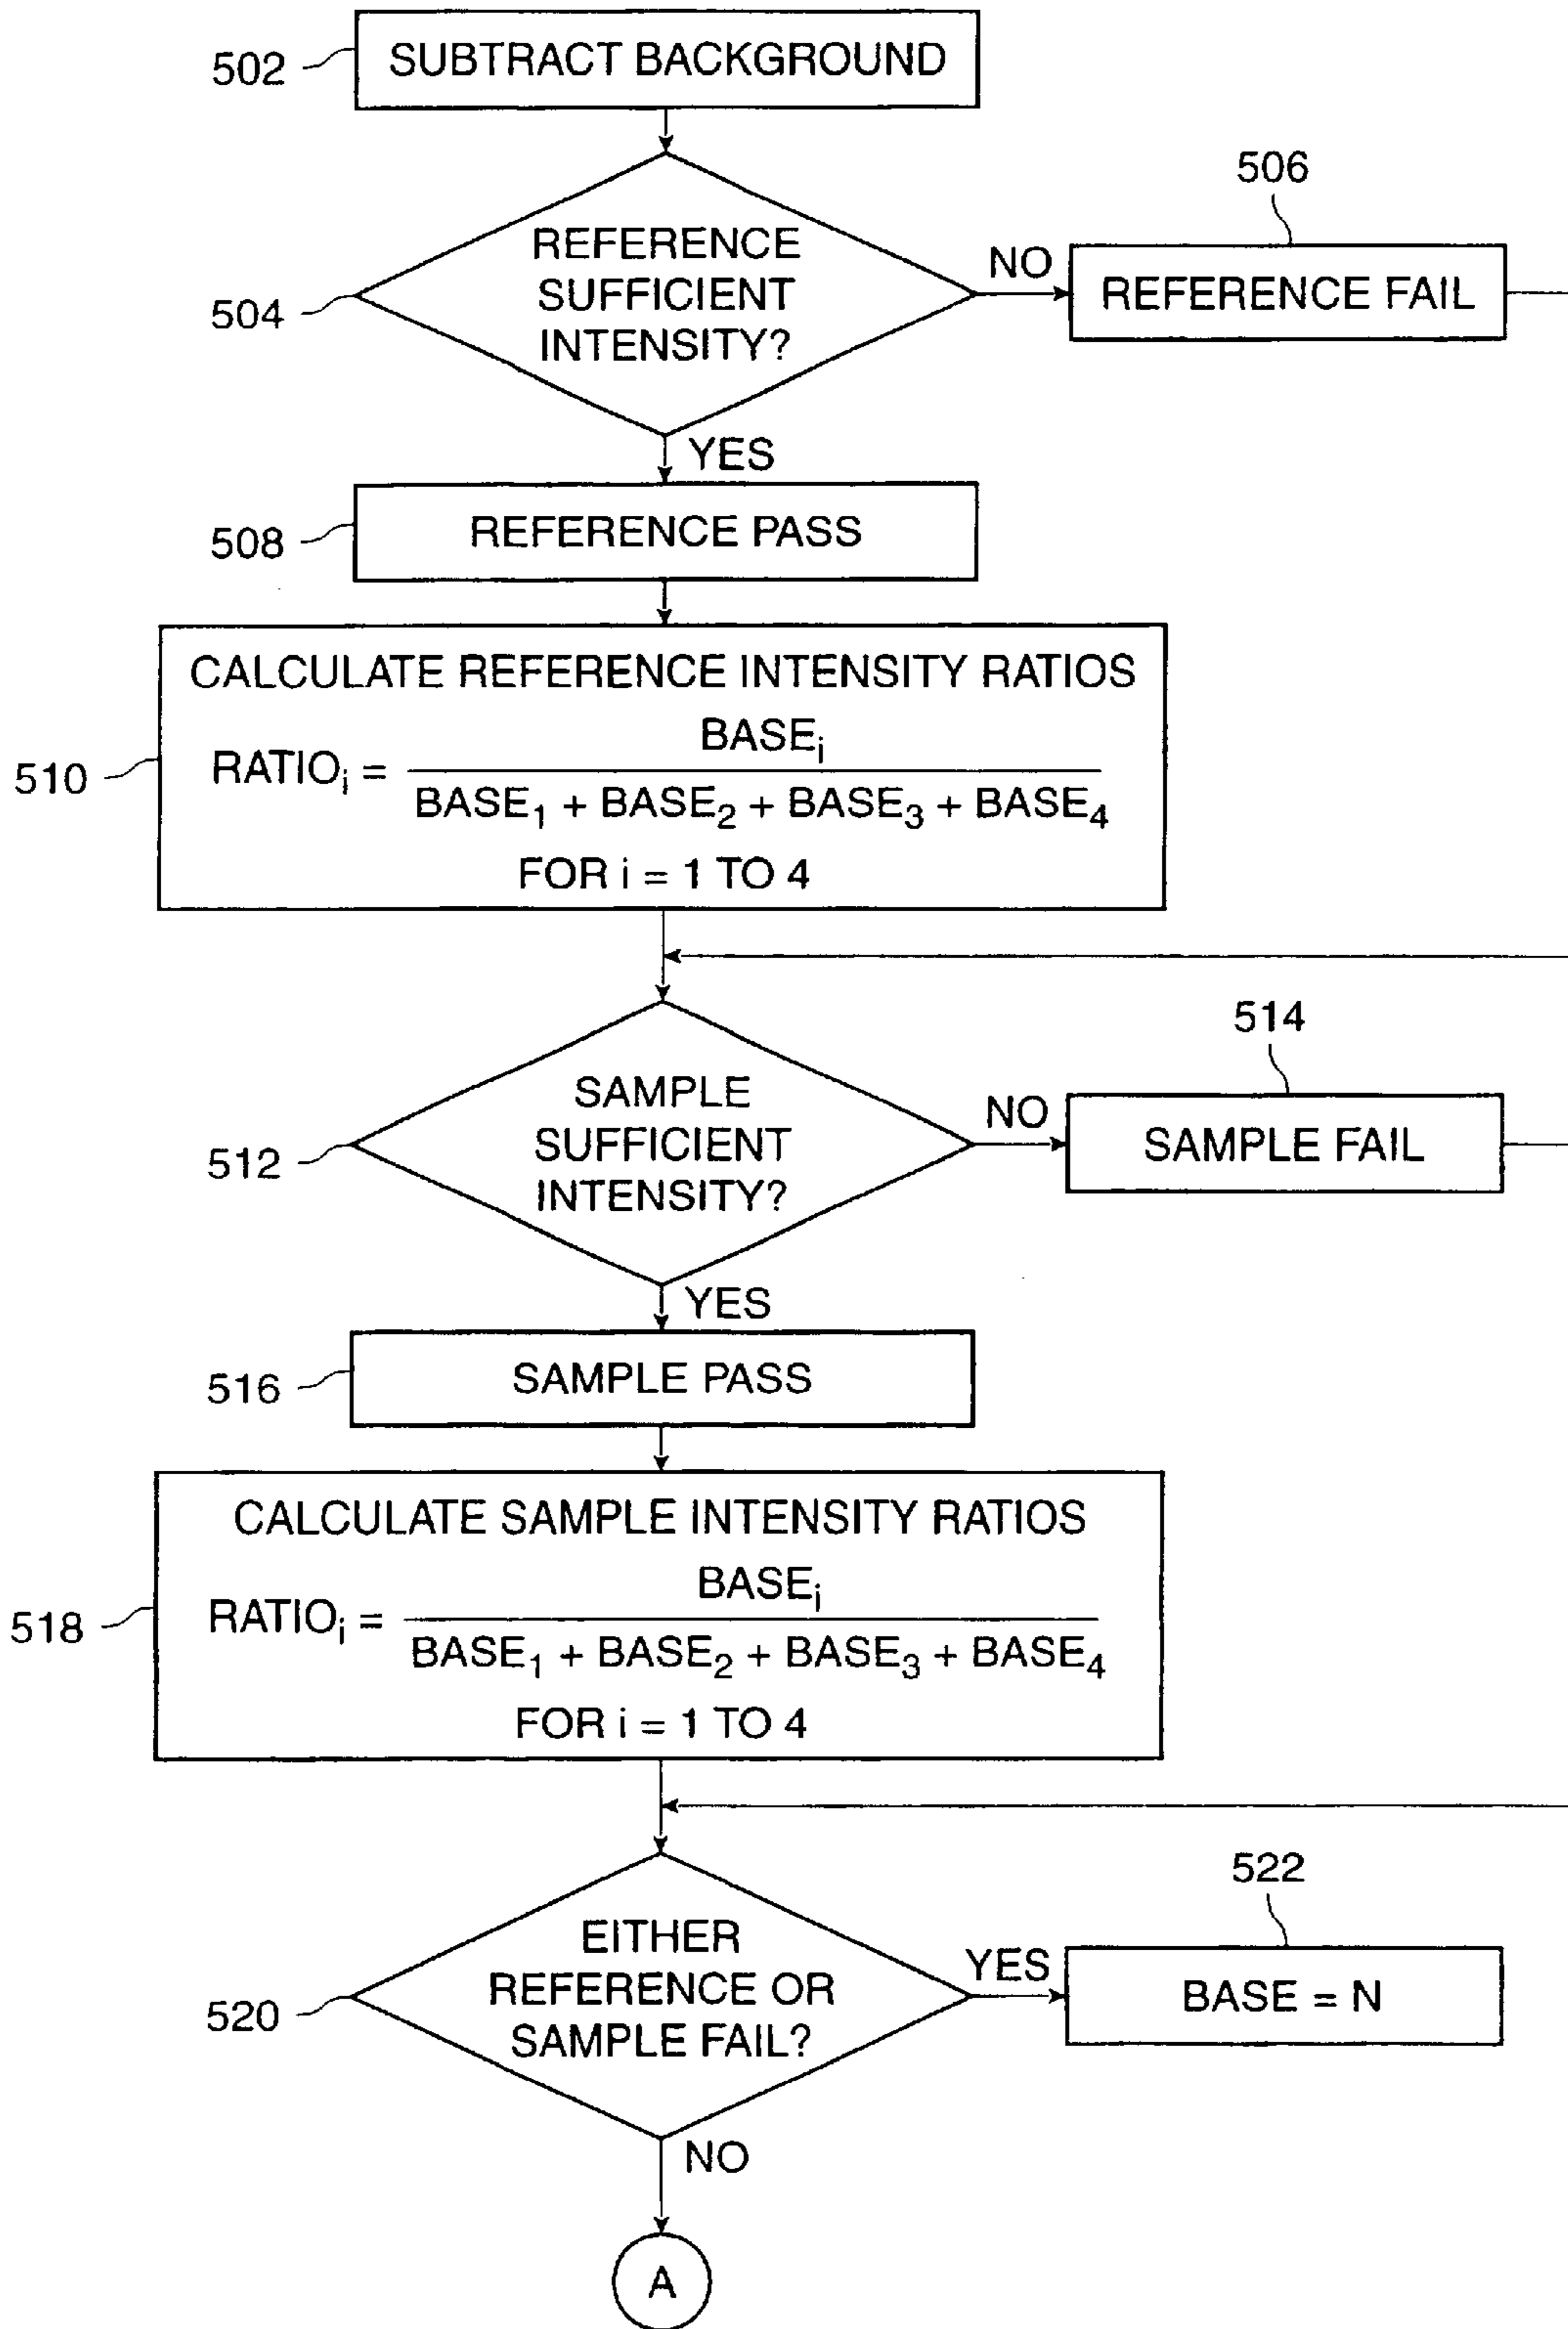 502
SUBTRACT BACKGROUND
504
REFERENCE
SUFFICIENT
INTENSITY?
NO
506
REFERENCE FAIL
YES
508
REFERENCE PASS
510
CALCULATE REFERENCE INTENSITY RATIOS
RATIOi = BASEi
BASE1 + BASE2 + BASE3 + BASE4
FOR i = 1 TO 4
512
SAMPLE
SUFFICIENT
INTENSITY?
NO
514
SAMPLE FAIL
YES
516
SAMPLE PASS
518
CALCULATE SAMPLE INTENSITY RATIOS
RATIOi = BASEi
BASE1 + BASE2 + BASE3 + BASE4
FOR i = 1 TO 4
520
EITHER
REFERENCE OR
SAMPLE FAIL?
YES
522
BASE = N
NO
A